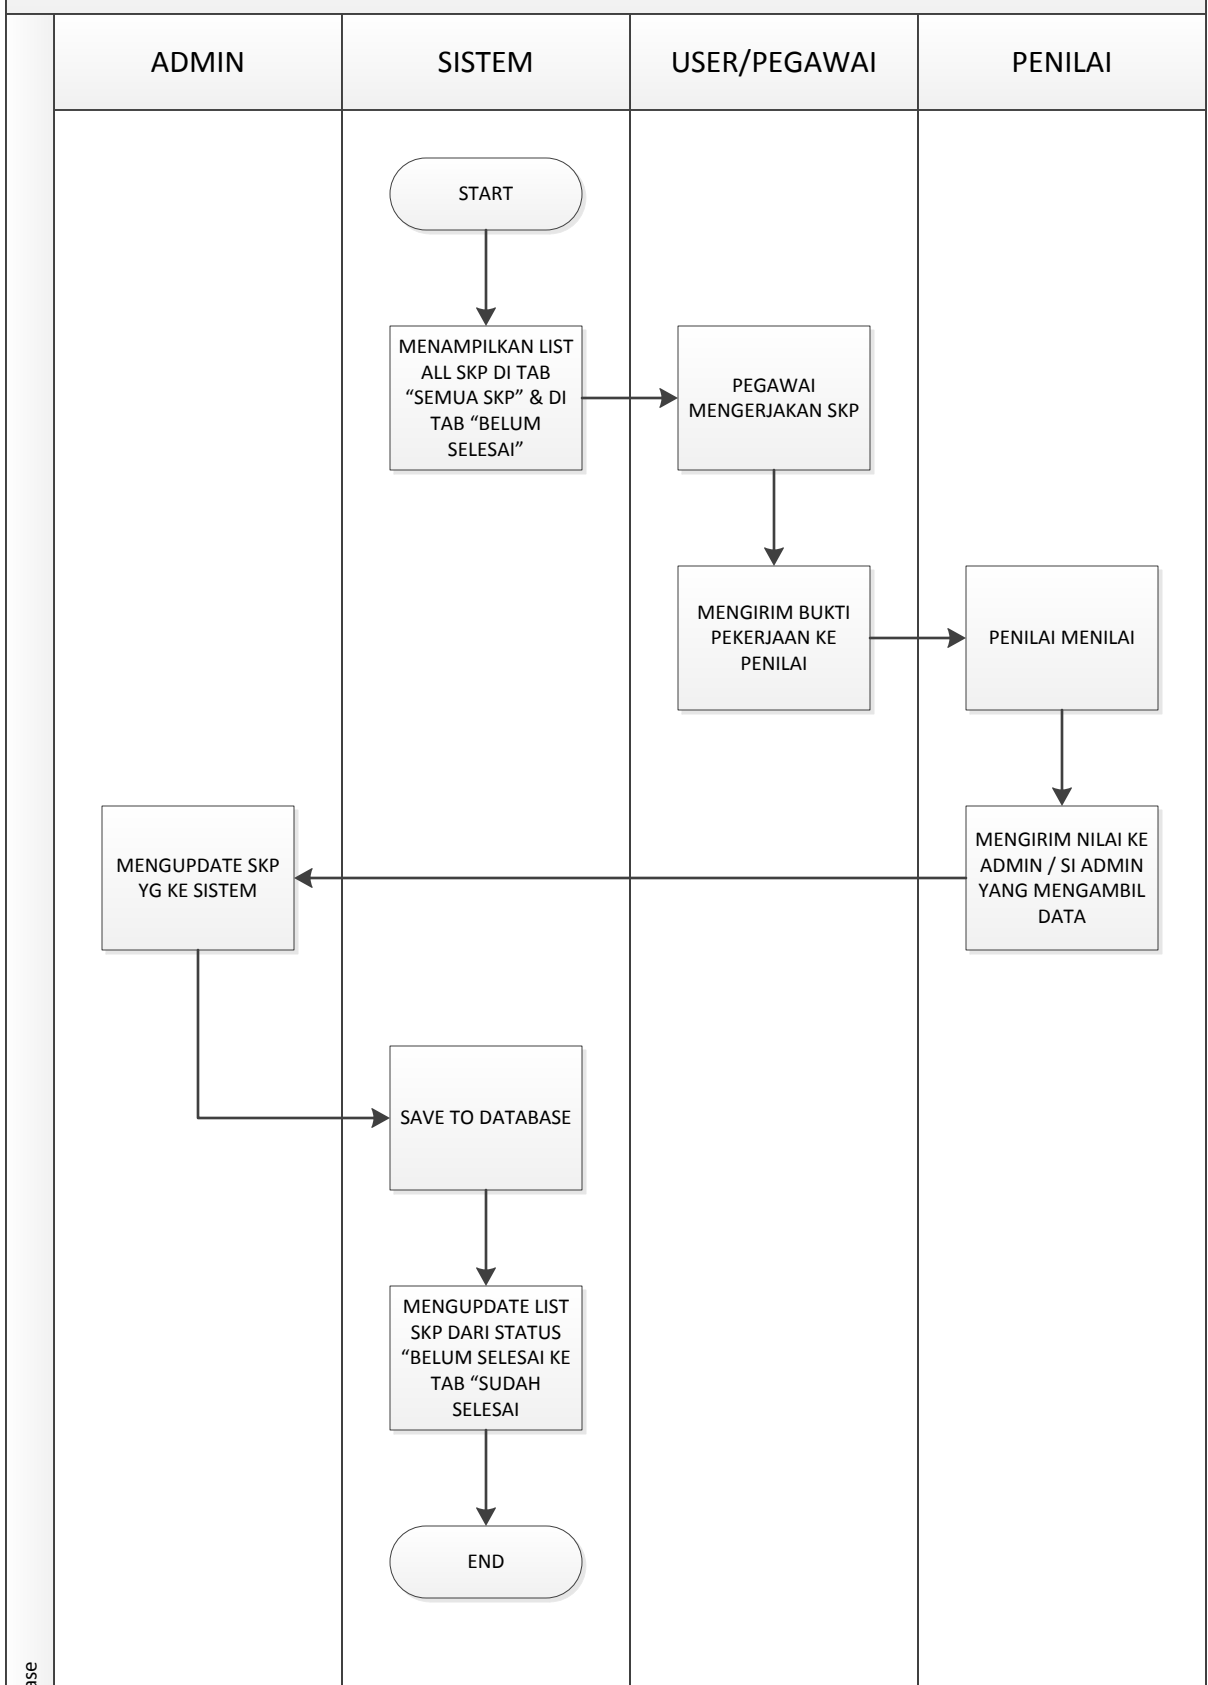 ADMIN
SISTEM
USER/PEGAWAI
PENILAI
START
MENAMPILKAN LIST
ALL SKP DI TAB
“SEMUA SKP” & DI
TAB “BELUM
SELESAI”
PEGAWAI
MENGERJAKAN SKP
MENGIRIM BUKTI
PEKERJAAN KE
PENILAI
PENILAI MENILAI
MENGIRIM NILAI KE
ADMIN / SI ADMIN
YANG MENGAMBIL
DATA
MENGUPDATE SKP
YG KE SISTEM
SAVE TO DATABASE
MENGUPDATE LIST
SKP DARI STATUS
“BELUM SELESAI KE
TAB “SUDAH
SELESAI
END